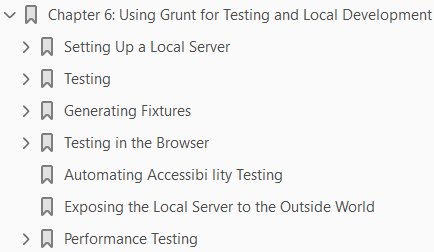 Chapter 6: Using Grunt for Testing and Local Development
Setting Up a Local Server
Testing
Generating Fixtures
Testing in the Browser
Automating Accessibi lity Testing
Exposing the Local Server to the Outside World
Performance Testing